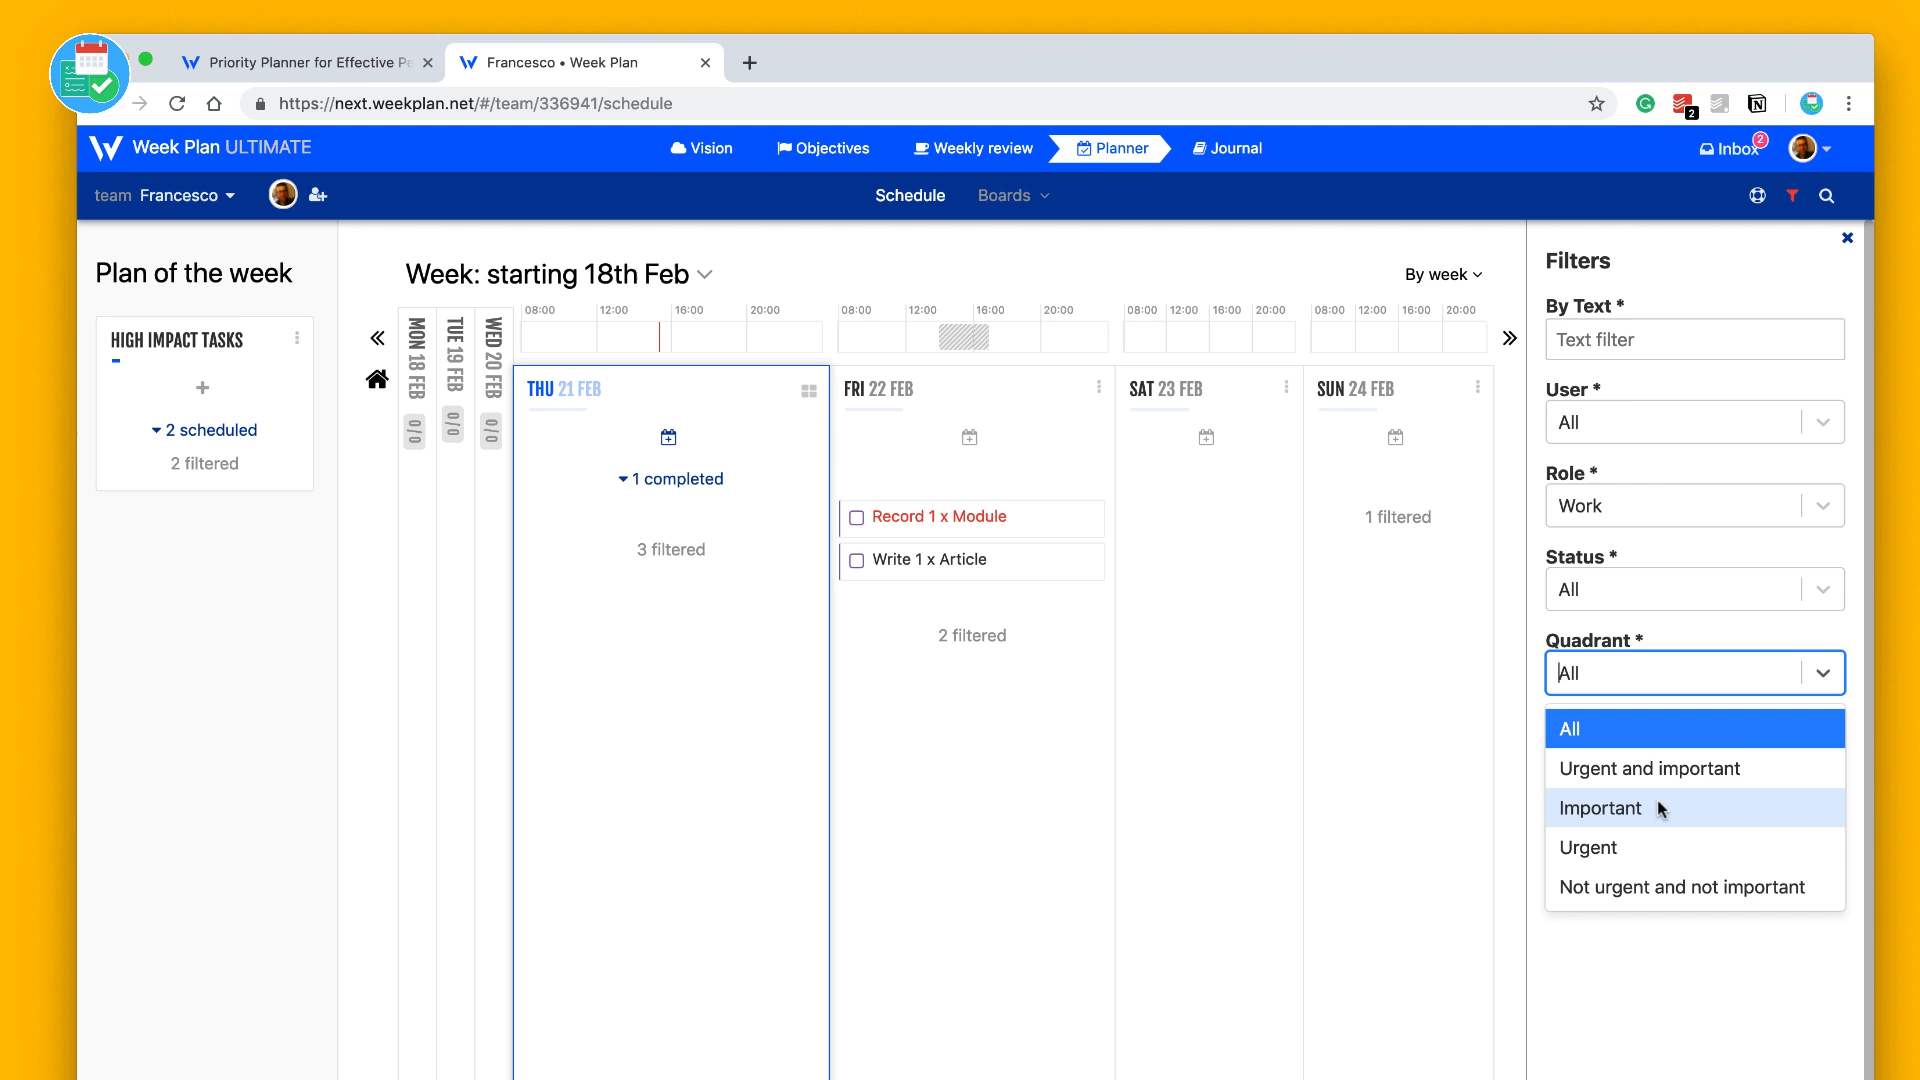 Priority Planner for Effective Pe
Francesco • Week Plan
https://next.weekplan.net/#/team/336941/schedule
2
Week Plan ULTIMATE
Vision
Objectives
Weekly review
Planner
Journal
Inbox
2
team Francesco
Schedule
Boards
Plan of the week
HIGH IMPACT TASKS
2 scheduled
2 filtered
Week: starting 18th Feb
By week
08:00 12:00 16:00 20:00
08:00 12:00 16:00 20:00
08:00 12:00 16:00 20:00
08:00 12:00 16:00 20:00
MON 18 FEB
0/0
TUE 19 FEB
0/0
WED 20 FEB
0/0
THU 21 FEB
1 completed
3 filtered
FRI 22 FEB
Record 1 x Module
Write 1 x Article
2 filtered
SAT 23 FEB
SUN 24 FEB
1 filtered
Filters
By Text *
Text filter
User *
All
Role *
Work
Status *
All
Quadrant *
All
All
Urgent and important
Important
Urgent
Not urgent and not important